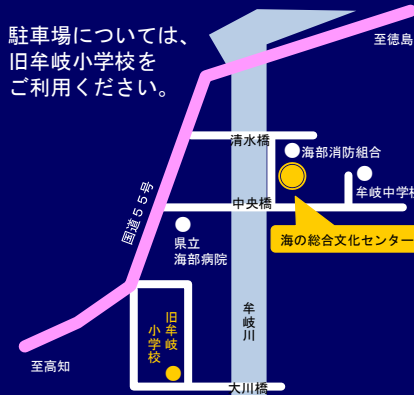 駐車場については、
旧牟岐小学校を
ご利用ください。
至徳島
清水橋
海部消防組合
牟岐中学校
国道55号
中央橋
県立
海部病院
海の総合文化センター
牟岐川
旧牟岐
小学校
至高知
大川橋